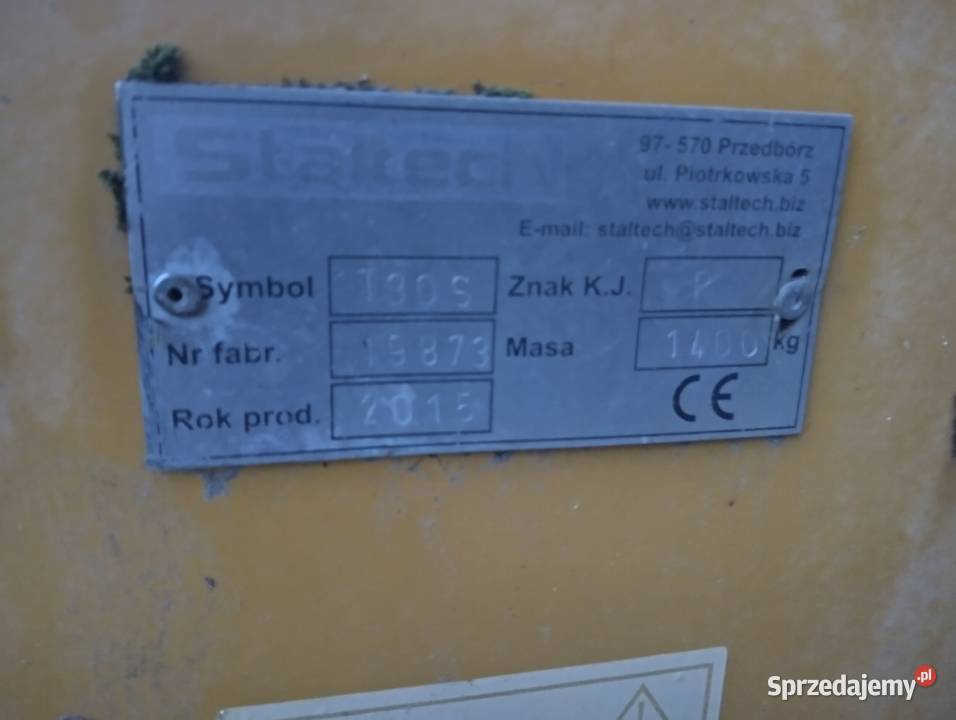 Staltech
97- 570 Przedbórz
ul. Piotrkowska 5
www.staltech.biz
E-mail: staltech@staltech.biz
Symbol T30S Znak K.J. P
Nr fabr. 19873 Masa 1400 kg
Rok prod. 2015 CE
Sprzedajemy.pl